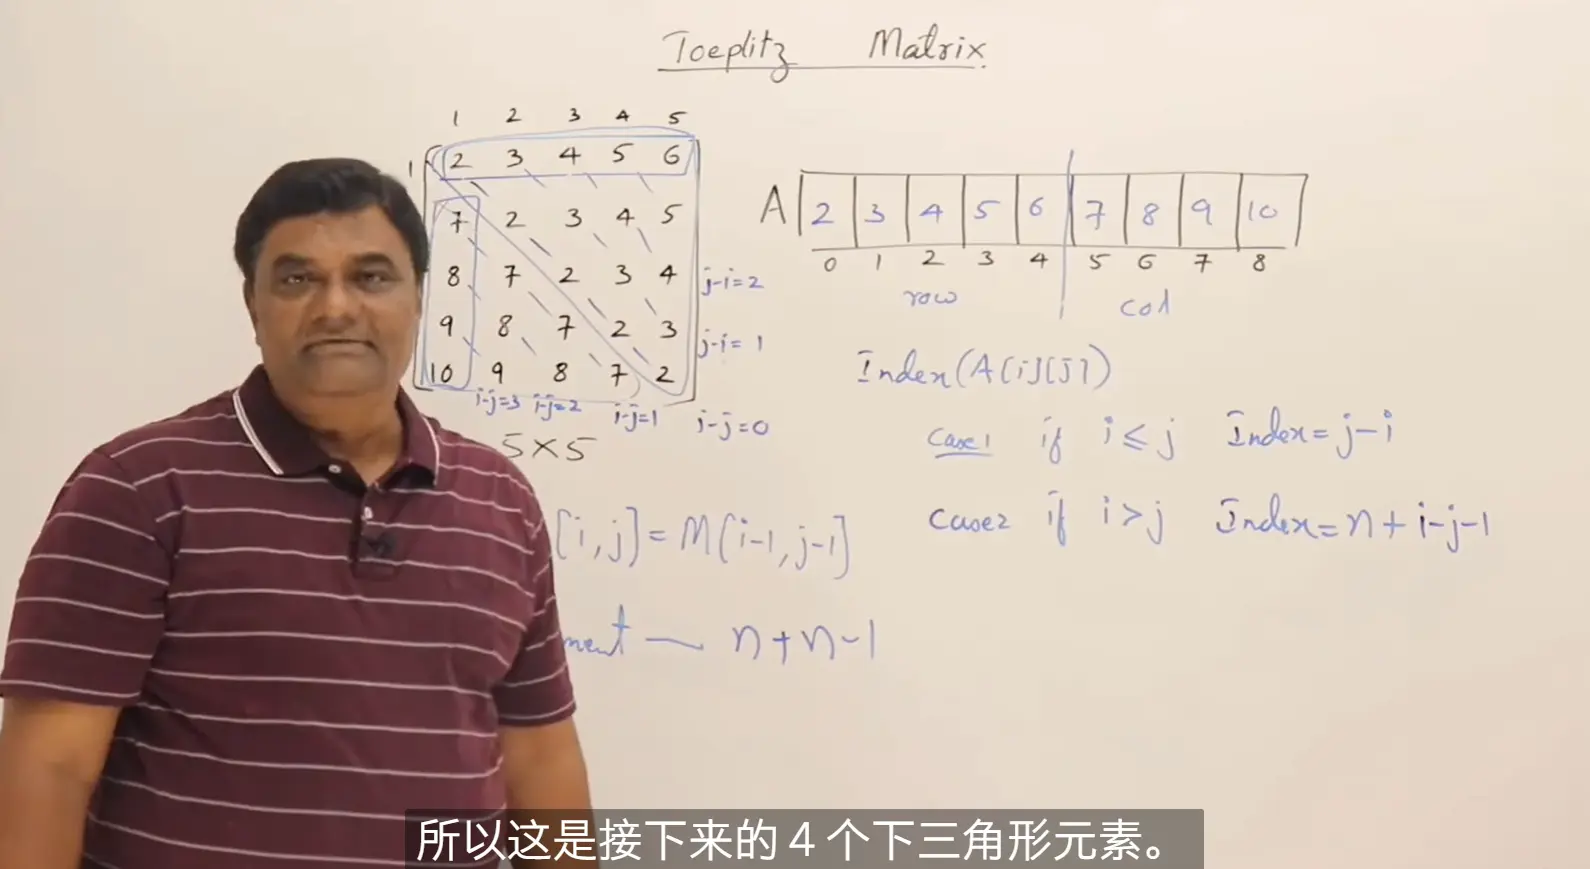 Toeplitz Matrix
1 2 3 4 5
1 2 3 4 5 6
7 2 3 4 5
8 7 2 3 4 j-i=2
9 8 7 2 3 j-i=1
10 9 8 7 2
i-j=3 i-j=2 i-j=1 i-j=0
5×5
[i,j]=M[i-1,j-1]
ment — n+n-1
A 2 3 4 5 6 7 8 9 10
0 1 2 3 4 5 6 7 8
row col
Index(A[i][j])
Case1 if i≤j Index=j-i
Case2 if i>j Index=n+i-j-1
所以这是接下来的4个下三角形元素。